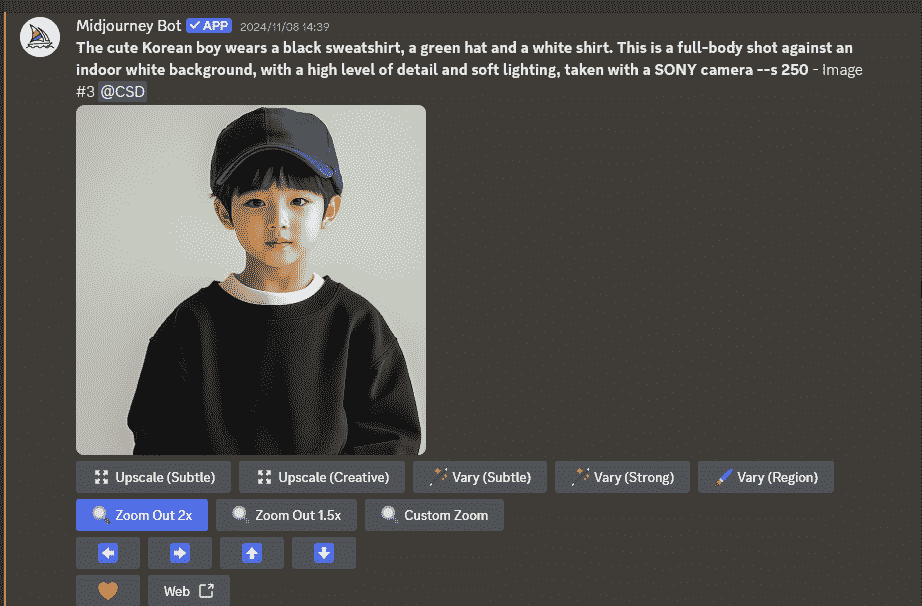 Midjourney Bot ✓ APP 2024/11/08 14:39
The cute Korean boy wears a black sweatshirt, a green hat and a white shirt. This is a full-body shot against an
indoor white background, with a high level of detail and soft lighting, taken with a SONY camera --s 250 - Image
#3 @CSD
Upscale (Subtle) Upscale (Creative) Vary (Subtle) Vary (Strong) Vary (Region)
Zoom Out 2x Zoom Out 1.5x Custom Zoom
Web